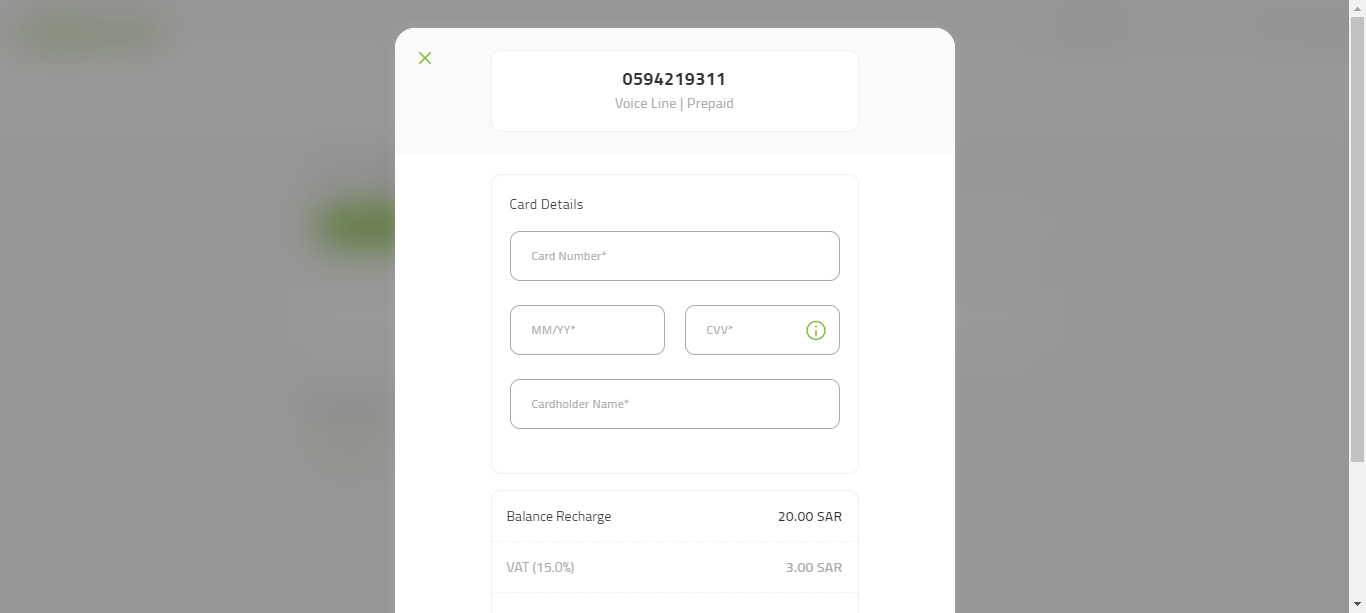 0594219311
Voice Line | Prepaid
Card Details
Card Number*
MM/YY*
CVV*
Cardholder Name*
Balance Recharge
20.00 SAR
VAT (15.0%)
3.00 SAR